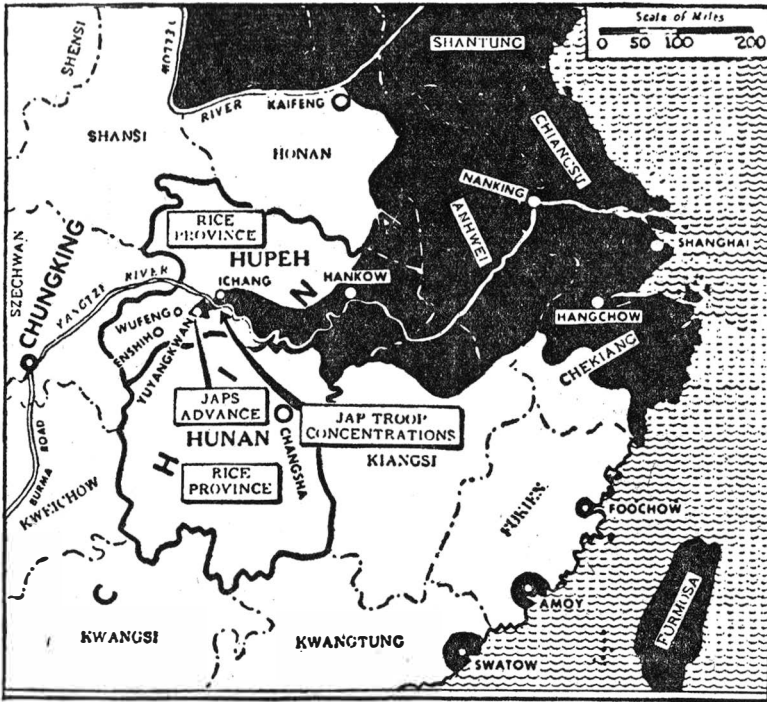 Scale of Miles
0 50 100 200
SHENSI
YELLOW
RIVER
SHANTUNG
KAIFENG
SHANSI
HONAN
CHIANGSU
NANKING
ANHWEI
SHANGHAI
RICE
PROVINCE
HUPEH
SZECHWAN
CHUNGKING
YANGTZE RIVER
ICHANG
HANKOW
HANGCHOW
WUFENG
ENSHIHO
YUYANGKWAN
CHEKIANG
JAPS
ADVANCE
JAP TROOP
CONCENTRATIONS
HUNAN
CHANGSHA
KIANGSI
RICE
PROVINCE
BURMA ROAD
KWEICHOW
FUKIEN
FOOCHOW
C H I N
AMOY
FORMOSA
KWANGSI
KWANGTUNG
SWATOW